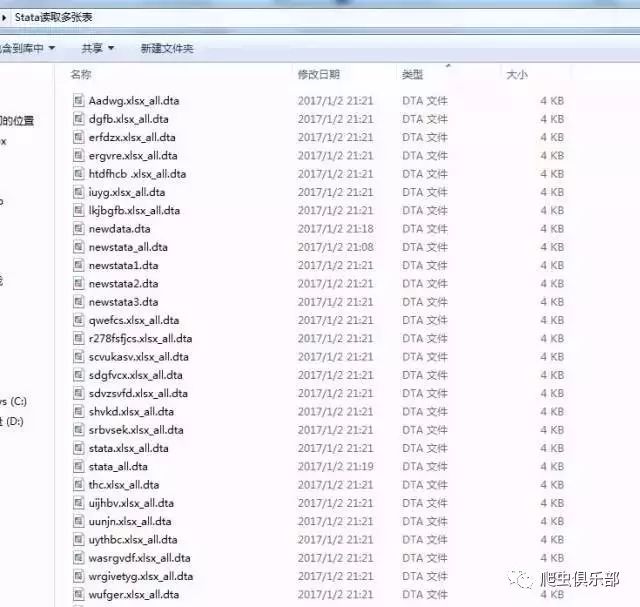 Stata读取多张表
含到库中 共享 新建文件夹
名称 修改日期 类型 大小
Aadwg.xlsx_all.dta 2017/1/2 21:21 DTA 文件 4 KB
dgfb.xlsx_all.dta 2017/1/2 21:21 DTA 文件 4 KB
的位置
erfdzx.xlsx_all.dta 2017/1/2 21:21 DTA 文件 4 KB
ergvre.xlsx_all.dta 2017/1/2 21:21 DTA 文件 4 KB
htdfhcb .xlsx_all.dta 2017/1/2 21:21 DTA 文件 4 KB
iuyg.xlsx_all.dta 2017/1/2 21:21 DTA 文件 4 KB
lkjbgfb.xlsx_all.dta 2017/1/2 21:21 DTA 文件 4 KB
newdata.dta 2017/1/2 21:18 DTA 文件 4 KB
newstata_all.dta 2017/1/2 21:08 DTA 文件 4 KB
newstata1.dta 2017/1/2 21:21 DTA 文件 4 KB
newstata2.dta 2017/1/2 21:21 DTA 文件 4 KB
newstata3.dta 2017/1/2 21:21 DTA 文件 4 KB
qwefcs.xlsx_all.dta 2017/1/2 21:21 DTA 文件 4 KB
r278fsfjcs.xlsx_all.dta 2017/1/2 21:21 DTA 文件 4 KB
scvukasv.xlsx_all.dta 2017/1/2 21:21 DTA 文件 4 KB
sdgfvcx.xlsx_all.dta 2017/1/2 21:21 DTA 文件 4 KB
sdvzsvfd.xlsx_all.dta 2017/1/2 21:21 DTA 文件 4 KB
(C:)
shvkd.xlsx_all.dta 2017/1/2 21:21 DTA 文件 4 KB
(D:)
srbvsek.xlsx_all.dta 2017/1/2 21:21 DTA 文件 4 KB
stata.xlsx_all.dta 2017/1/2 21:21 DTA 文件 4 KB
stata_all.dta 2017/1/2 21:19 DTA 文件 4 KB
thc.xlsx_all.dta 2017/1/2 21:21 DTA 文件 4 KB
uijhbv.xlsx_all.dta 2017/1/2 21:21 DTA 文件 4 KB
uunjn.xlsx_all.dta 2017/1/2 21:21 DTA 文件 4 KB
uythbc.xlsx_all.dta 2017/1/2 21:21 DTA 文件 4 KB
wasrgvdf.xlsx_all.dta 2017/1/2 21:21 DTA 文件 4 KB
wrgivetyg.xlsx_all.dta 2017/1/2 21:21 DTA 文件 4 KB
wufger.xlsx_all.dta 2017/1/2 21:21 DTA 文件 4 KB
爬虫俱乐部